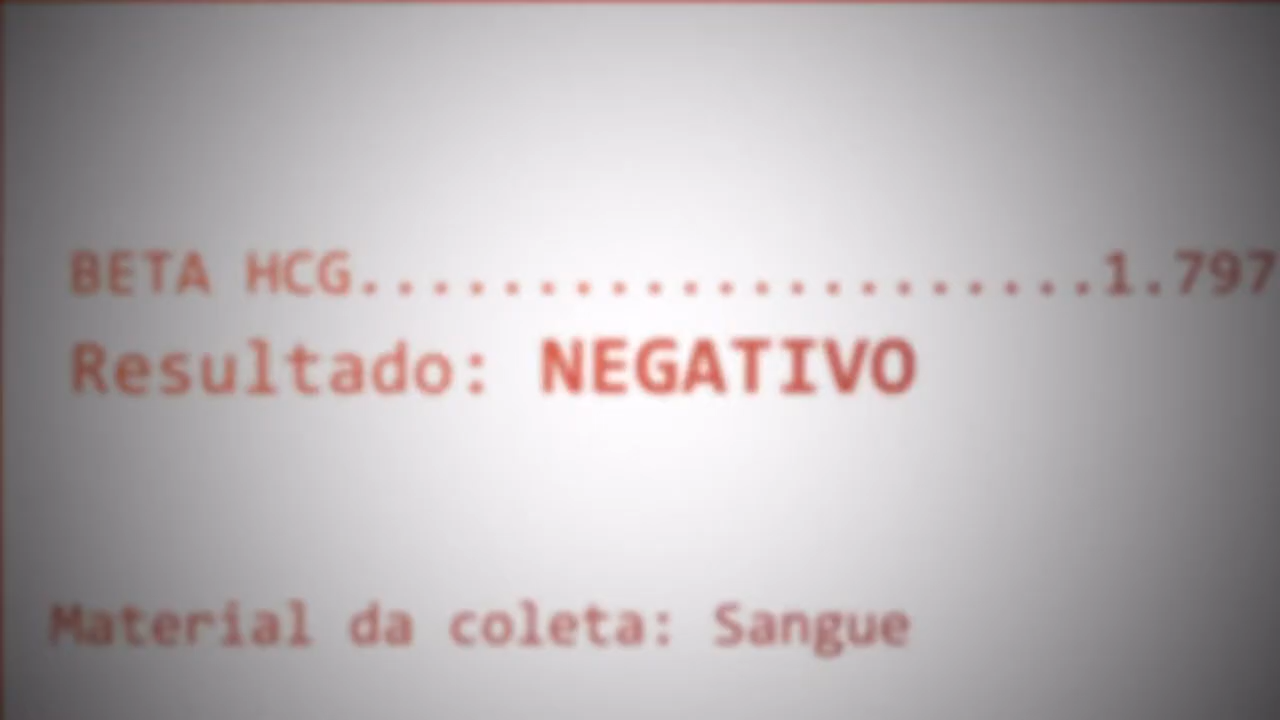 BETA HCG.....................1.797
Resultado: NEGATIVO
Material da coleta: Sangue